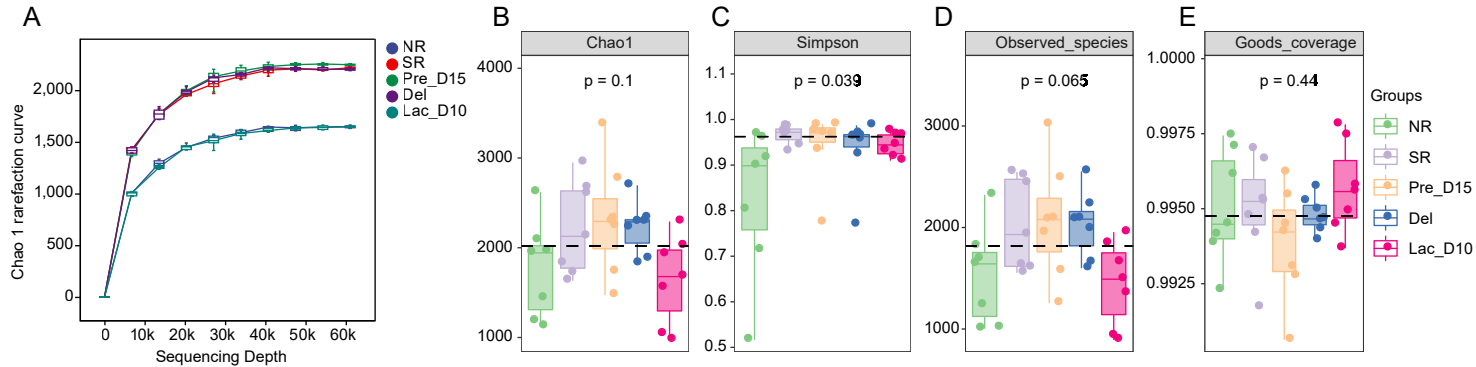 A
Chao 1 rarefaction curve
2,000
1,500
1,000
500
0
0 10k 20k 30k 40k 50k 60k
Sequencing Depth
NR
SR
Pre_D15
Del
Lac_D10
B
Chao1
p = 0.1
4000
3000
2000
1000
C
Simpson
p = 0.039
1.1
1.0
0.9
0.8
0.7
0.6
0.5
D
Observed_species
p = 0.065
3000
2000
1000
E
Goods_coverage
p = 0.44
1.0000
0.9975
0.9950
0.9925
Groups
NR
SR
Pre_D15
Del
Lac_D10